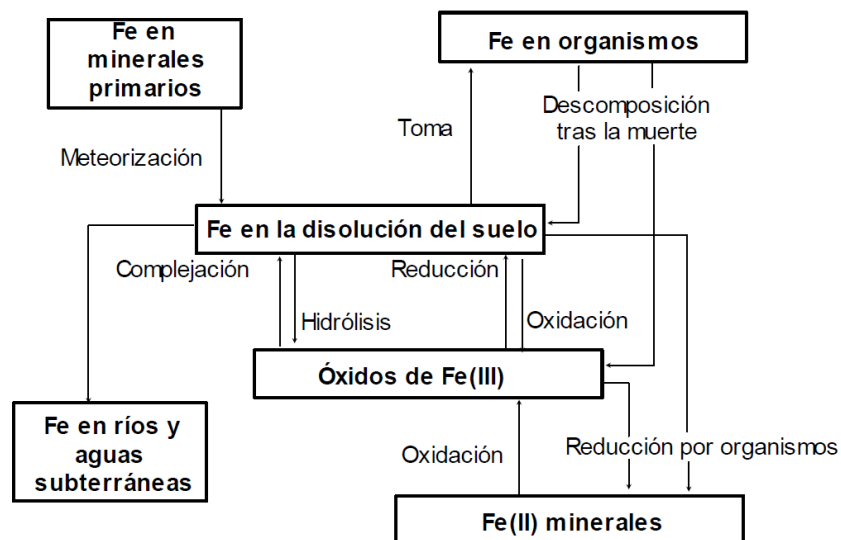 Fe en
minerales
primarios
Fe en organismos
Descomposición
tras la muerte
Toma
Meteorización
Fe en la disolución del suelo
Complejación
Reducción
Hidrólisis
Oxidación
Óxidos de Fe(III)
Fe en ríos y
aguas
subterráneas
Oxidación
Reducción por organismos
Fe(II) minerales